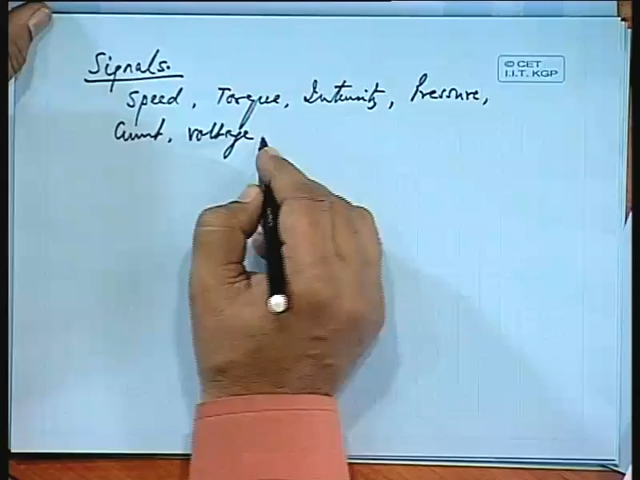 Signals.
© CET
I.I.T. KGP
Speed, Torque, Intensity, Pressure,
Current, voltage